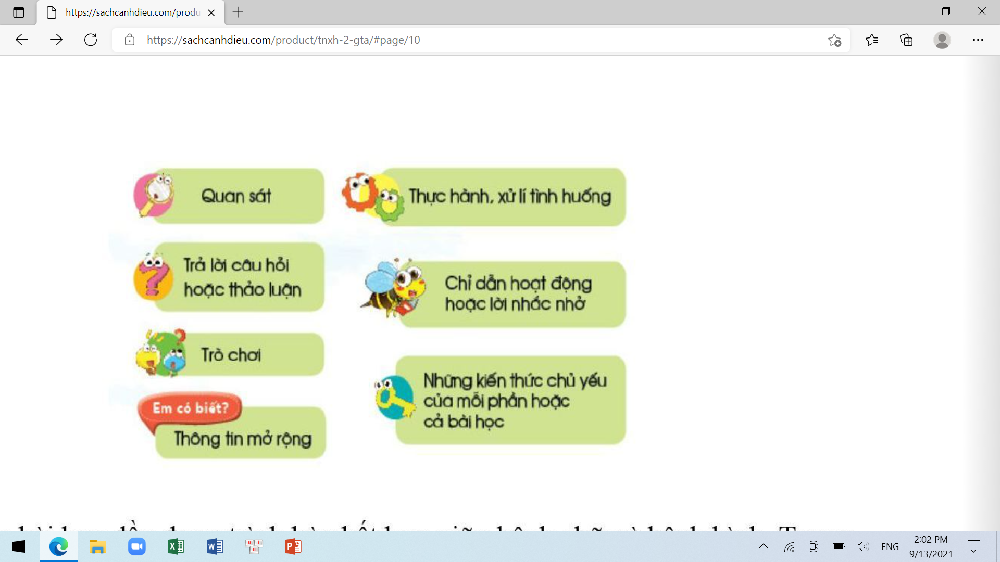 https://sachcanhdieu.com/produ
https://sachcanhdieu.com/product/tnxh-2-gta/#page/10
Quan sát
Thực hành, xử lí tình huống
Trả lời câu hỏi
hoặc thảo luận
Chỉ dẫn hoạt động
hoặc lời nhắc nhở
Trò chơi
Những kiến thức chủ yếu
của mỗi phần hoặc
cả bài học
Em có biết?
Thông tin mở rộng
ENG
2:02 PM
9/13/2021